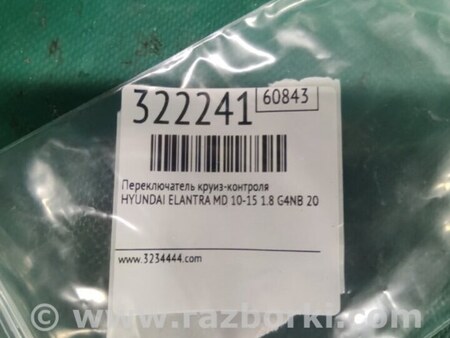 322241
60843
Переключатель круиз-контроля
HYUNDAI ELANTRA MD 10-15 1.8 G4NB 20
www.3234444.com
© www.razborki.com